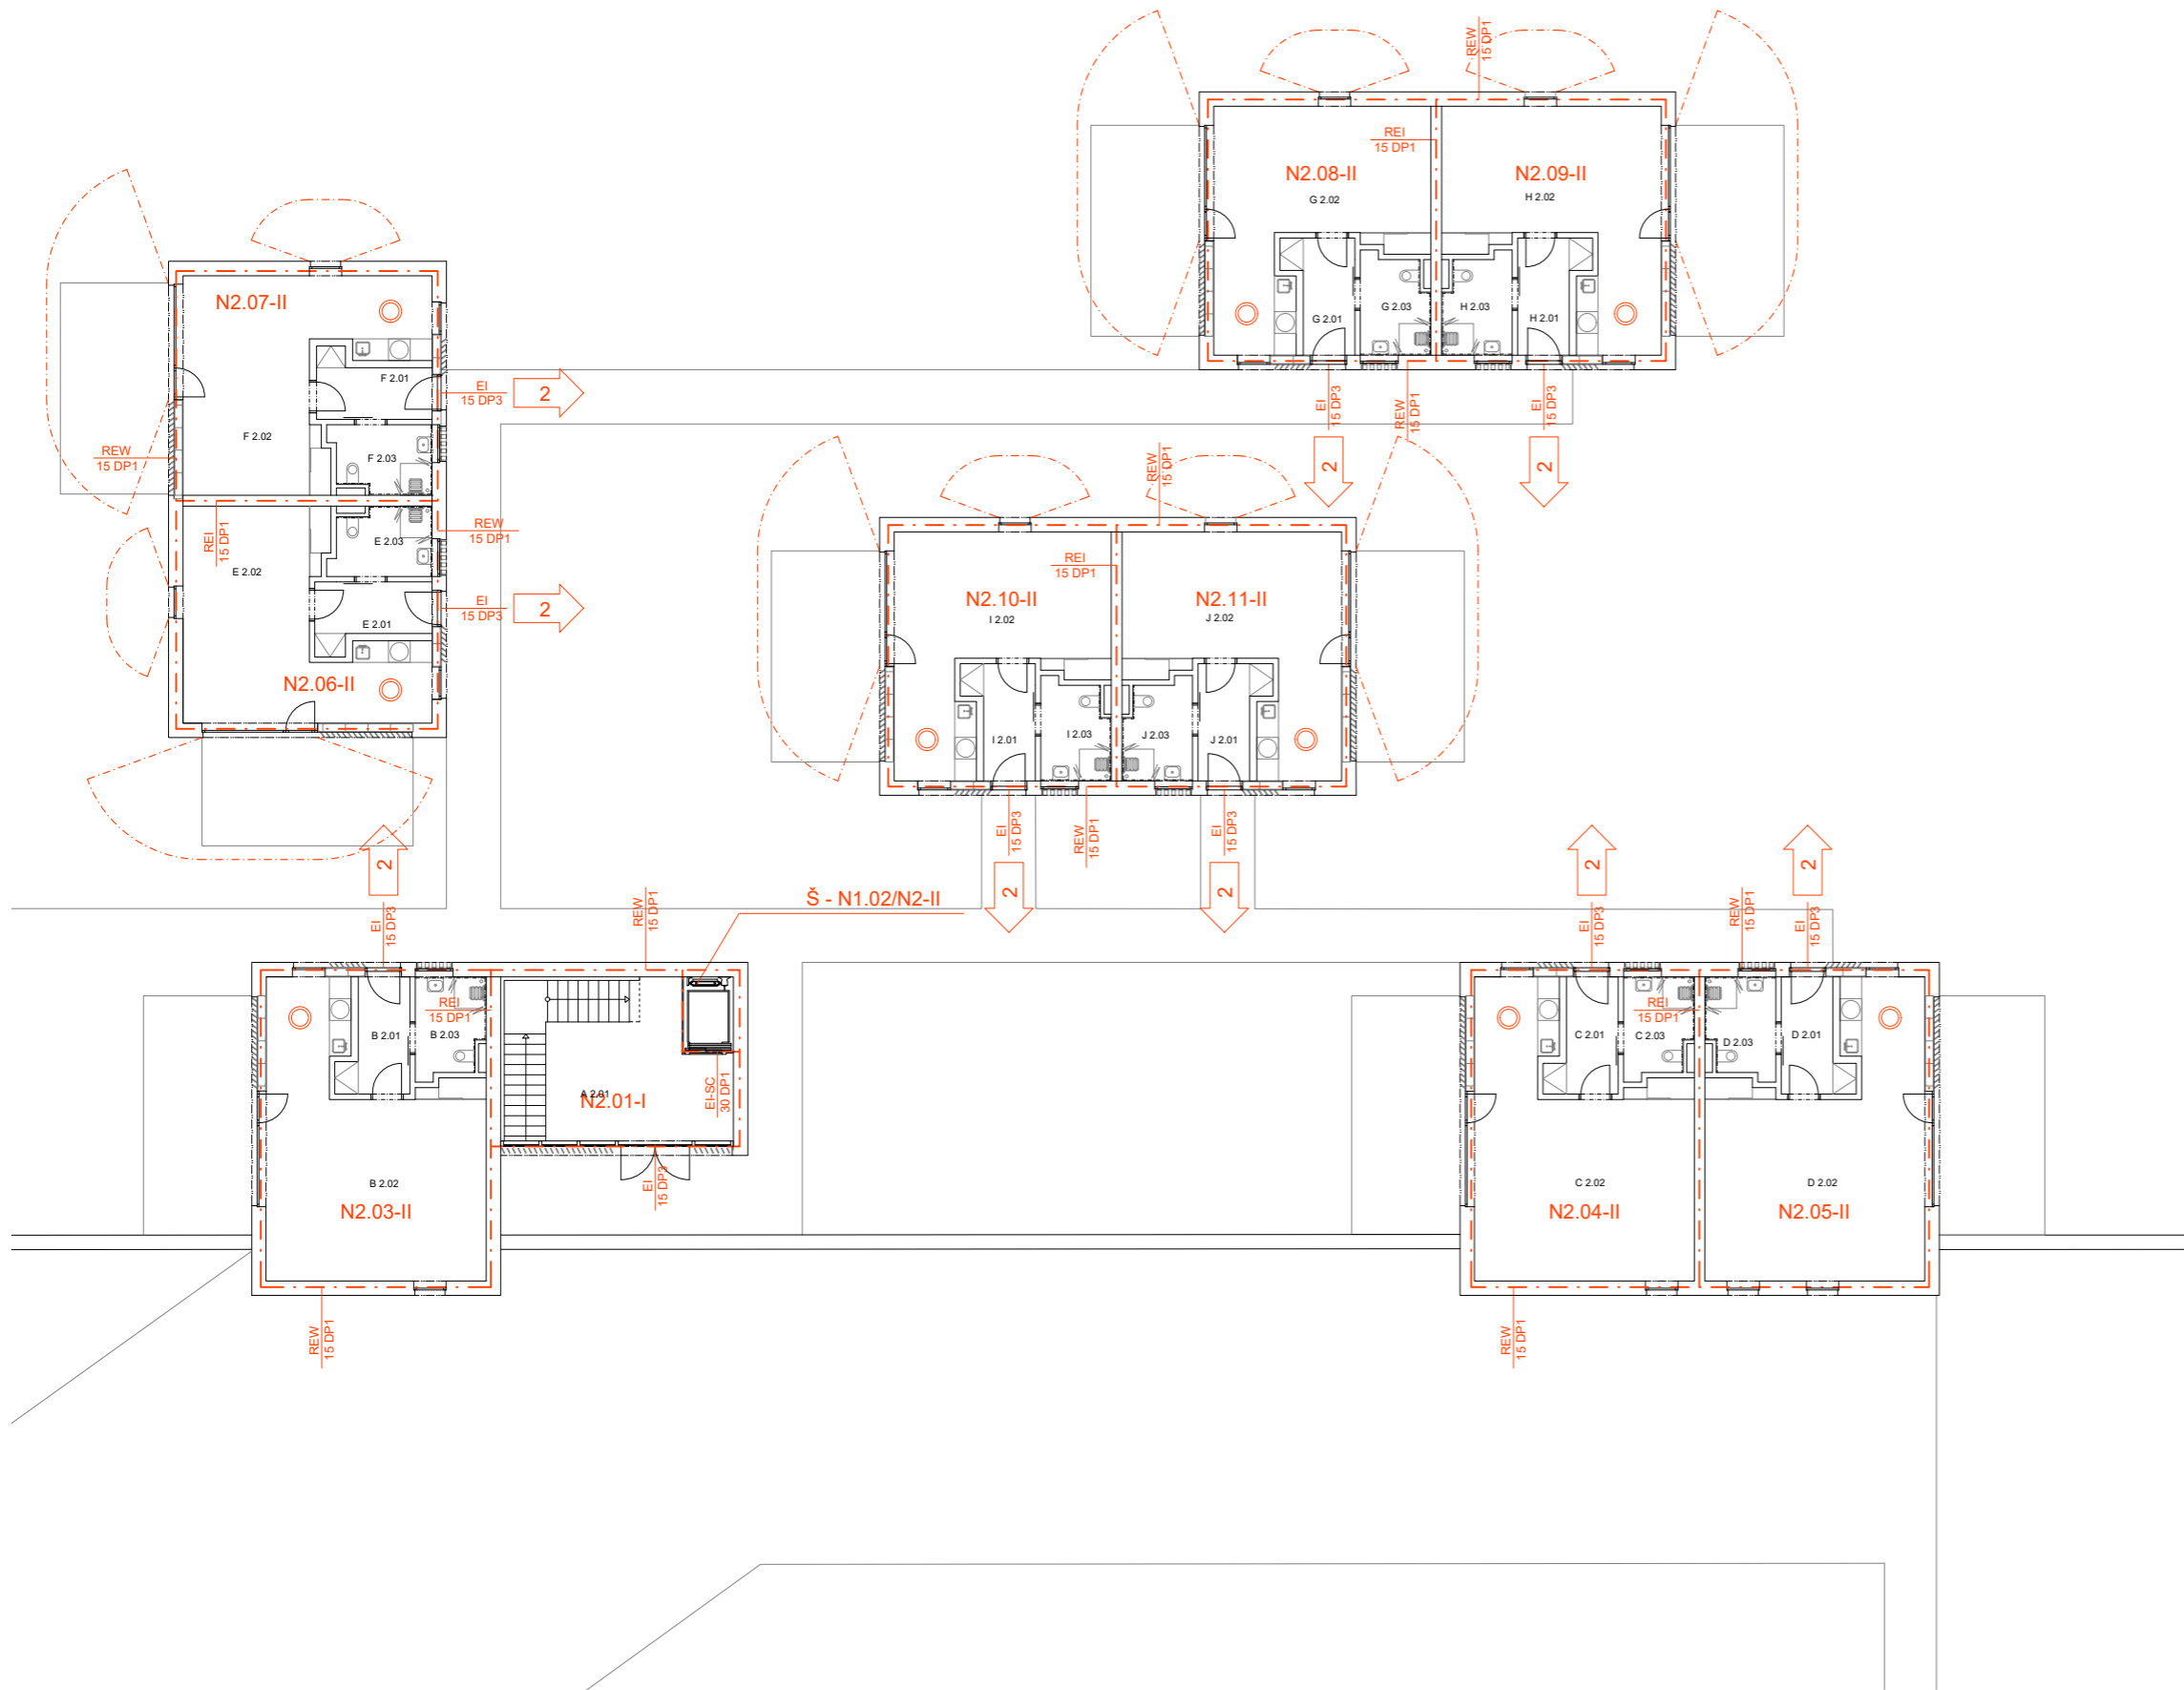 REW
15 DP1
REI
15 DP1
N2.08-II
G 2.02
N2.09-II
H 2.02
G 2.01
G 2.03
H 2.03
H 2.01
EI
15 DP3
REW
15 DP1
EI
15 DP3
2
2
N2.07-II
F 2.01
EI
15 DP3
2
F 2.02
F 2.03
REW
15 DP1
REI
15 DP1
REW
15 DP1
E 2.03
E 2.02
EI
15 DP3
2
E 2.01
N2.06-II
REW
15 DP1
REI
15 DP1
N2.10-II
I 2.02
N2.11-II
J 2.02
I 2.01
I 2.03
J 2.03
J 2.01
EI
15 DP3
REW
15 DP1
EI
15 DP3
2
2
2
EI
15 DP3
REW
15 DP1
Š - N1.02/N2-II
REI
15 DP1
B 2.01
B 2.03
A 2.01
N2.01-I
EI-SC
30 DP1
EI
15 DP3
B 2.02
N2.03-II
REW
15 DP1
2
2
EI
15 DP3
REW
15 DP1
EI
15 DP3
REI
15 DP1
C 2.01
C 2.03
D 2.03
D 2.01
C 2.02
N2.04-II
D 2.02
N2.05-II
REW
15 DP1